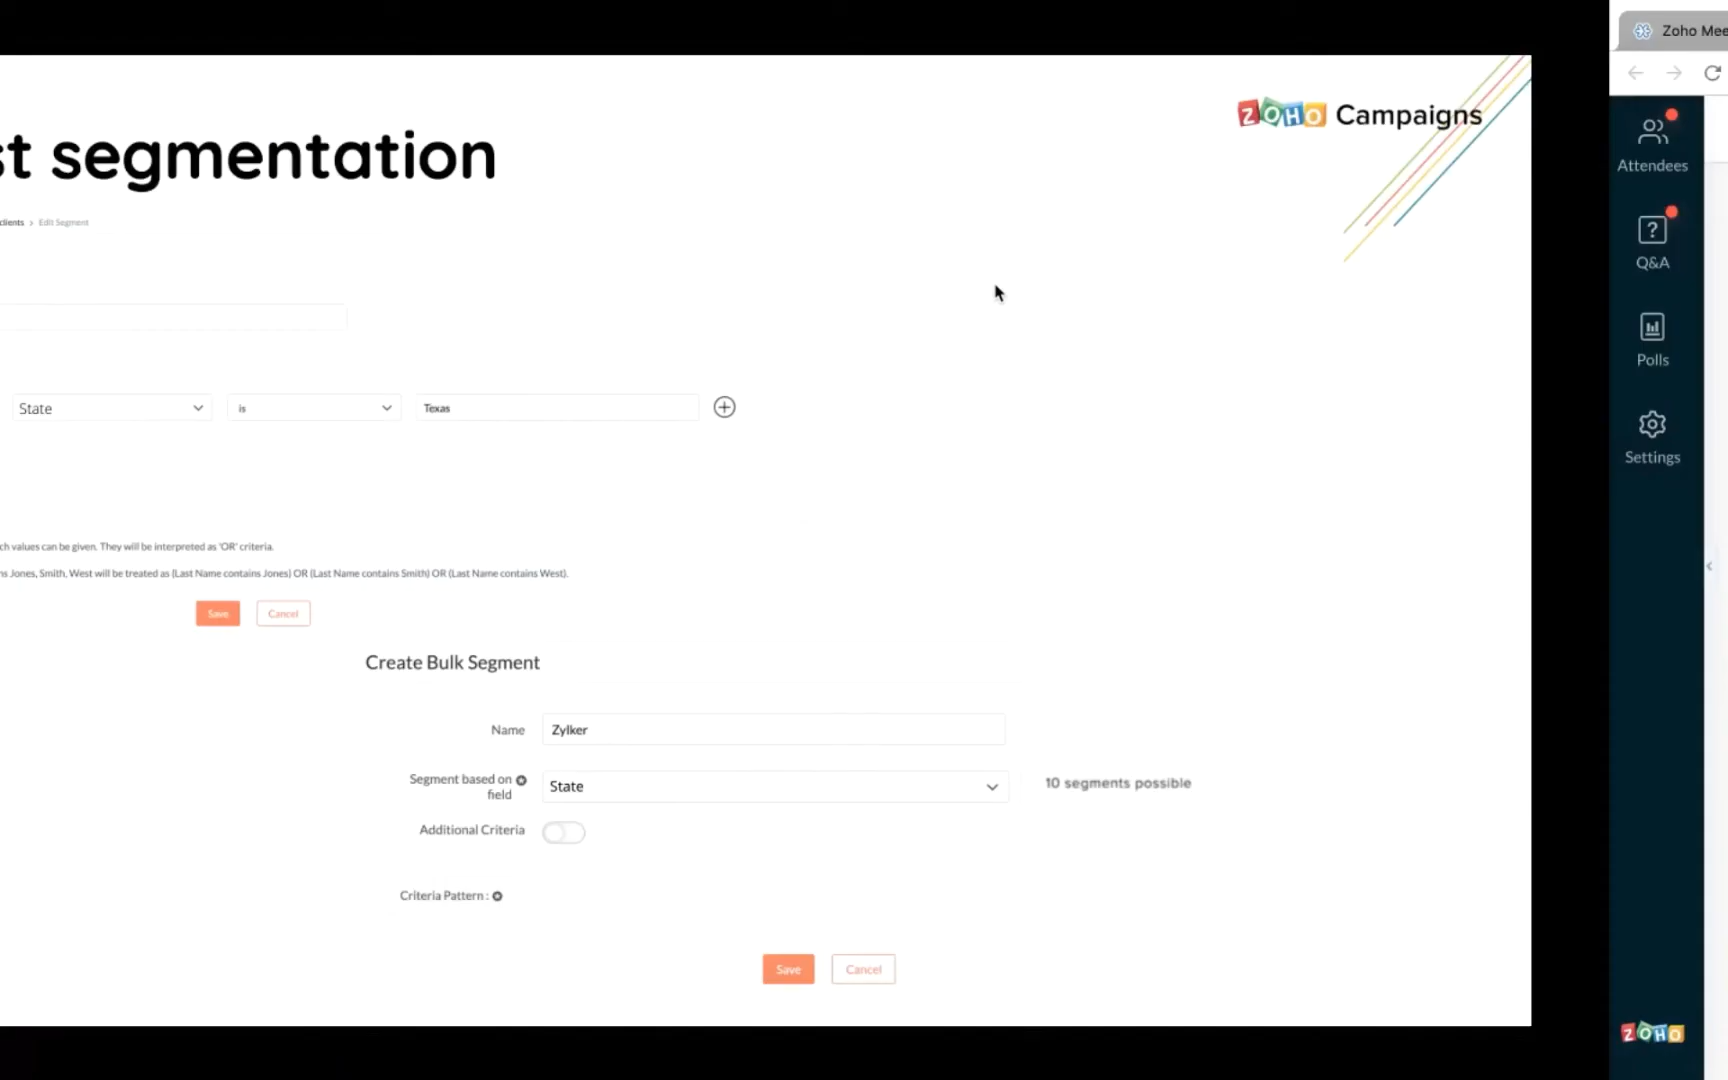 Zoho Mee
ZOHO Campaigns
st segmentation
clients > Edit Segment
Attendees
Q&A
Polls
Settings
State is Texas
ch values can be given. They will be interpreted as 'OR' criteria.
ns Jones, Smith, West will be treated as (Last Name contains Jones) OR (Last Name contains Smith) OR (Last Name contains West).
Save Cancel
Create Bulk Segment
Name Zylker
Segment based on field State 10 segments possible
Additional Criteria
Criteria Pattern :
Save Cancel
ZOHO